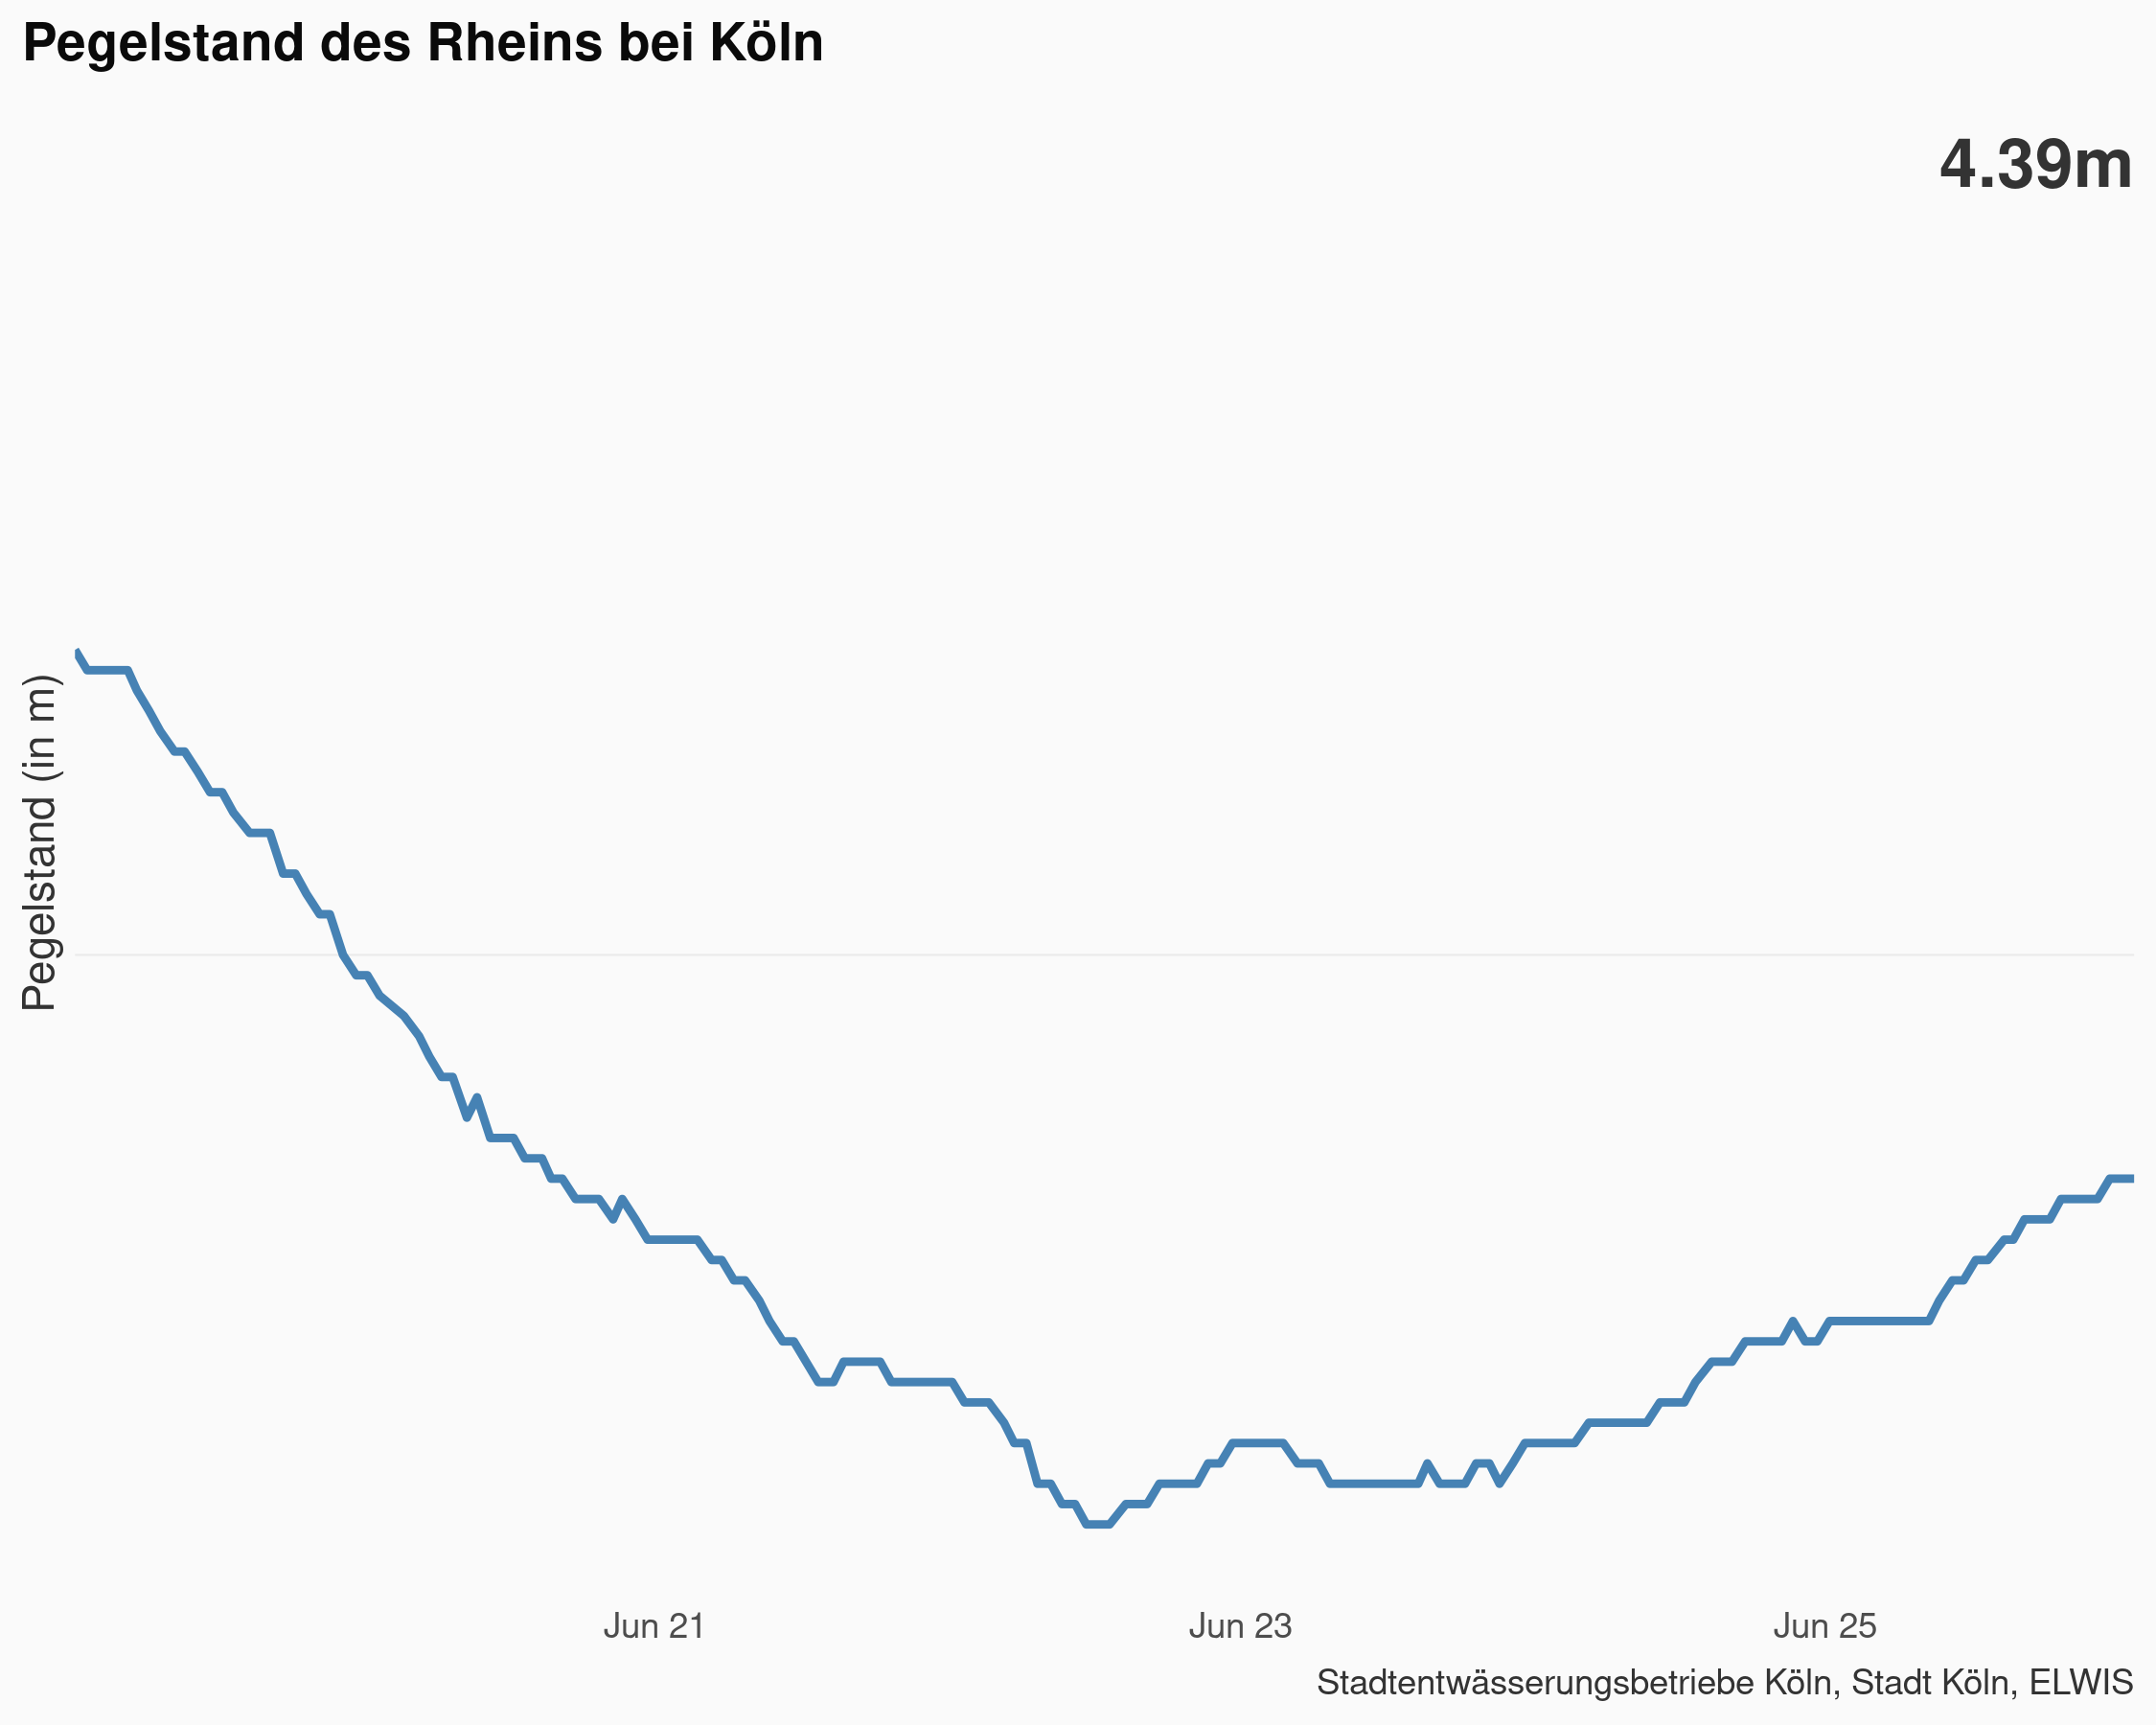 Pegelstand des Rheins bei Köln
4.39m
Pegelstand (in m)
Jun 21
Jun 23
Jun 25
Stadtentwässerungsbetriebe Köln, Stadt Köln, ELWIS